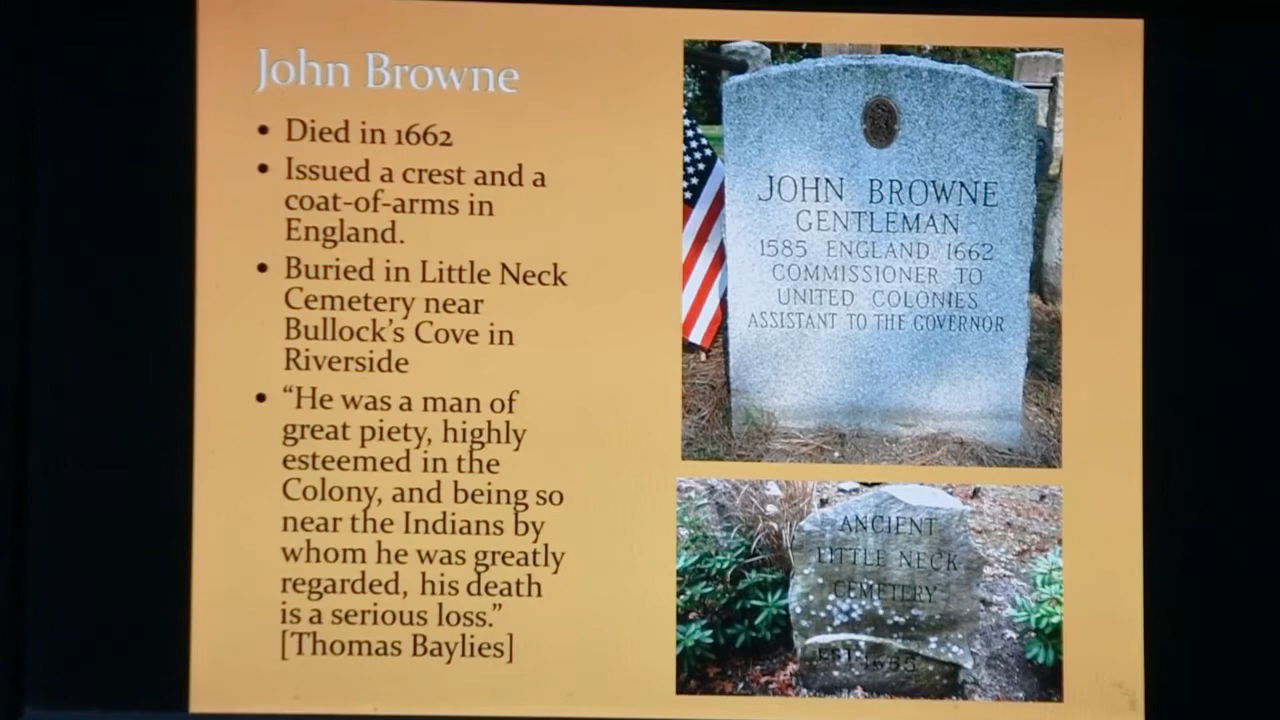 John Browne
• Died in 1662
• Issued a crest and a
coat-of-arms in
England.
• Buried in Little Neck
Cemetery near
Bullock's Cove in
Riverside
• “He was a man of
great piety, highly
esteemed in the
Colony, and being so
near the Indians by
whom he was greatly
regarded, his death
is a serious loss.”
[Thomas Baylies]
JOHN BROWNE
GENTLEMAN
1585 ENGLAND 1662
COMMISSIONER TO
UNITED COLONIES
ASSISTANT TO THE GOVERNOR
ANCIENT
LITTLE NECK
CEMETERY
EST. 1655